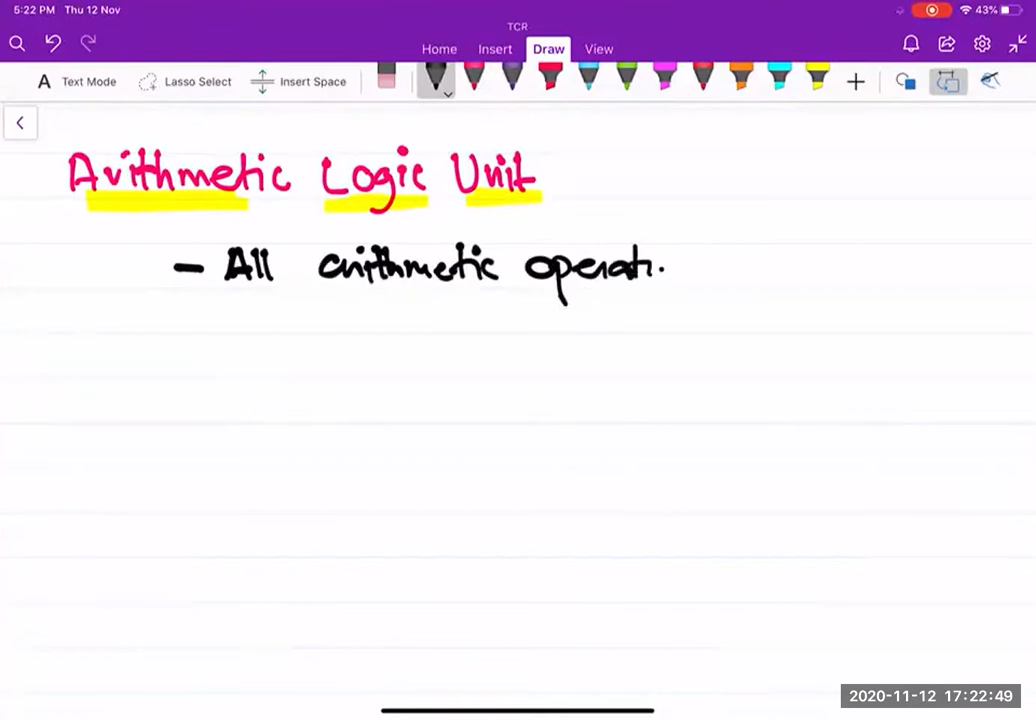 5:22 PM Thu 12 Nov
43%
TCR
Home Insert Draw View
A Text Mode Lasso Select Insert Space
Arithmetic Logic Unit
- All arithmetic operati
2020-11-12 17:22:49